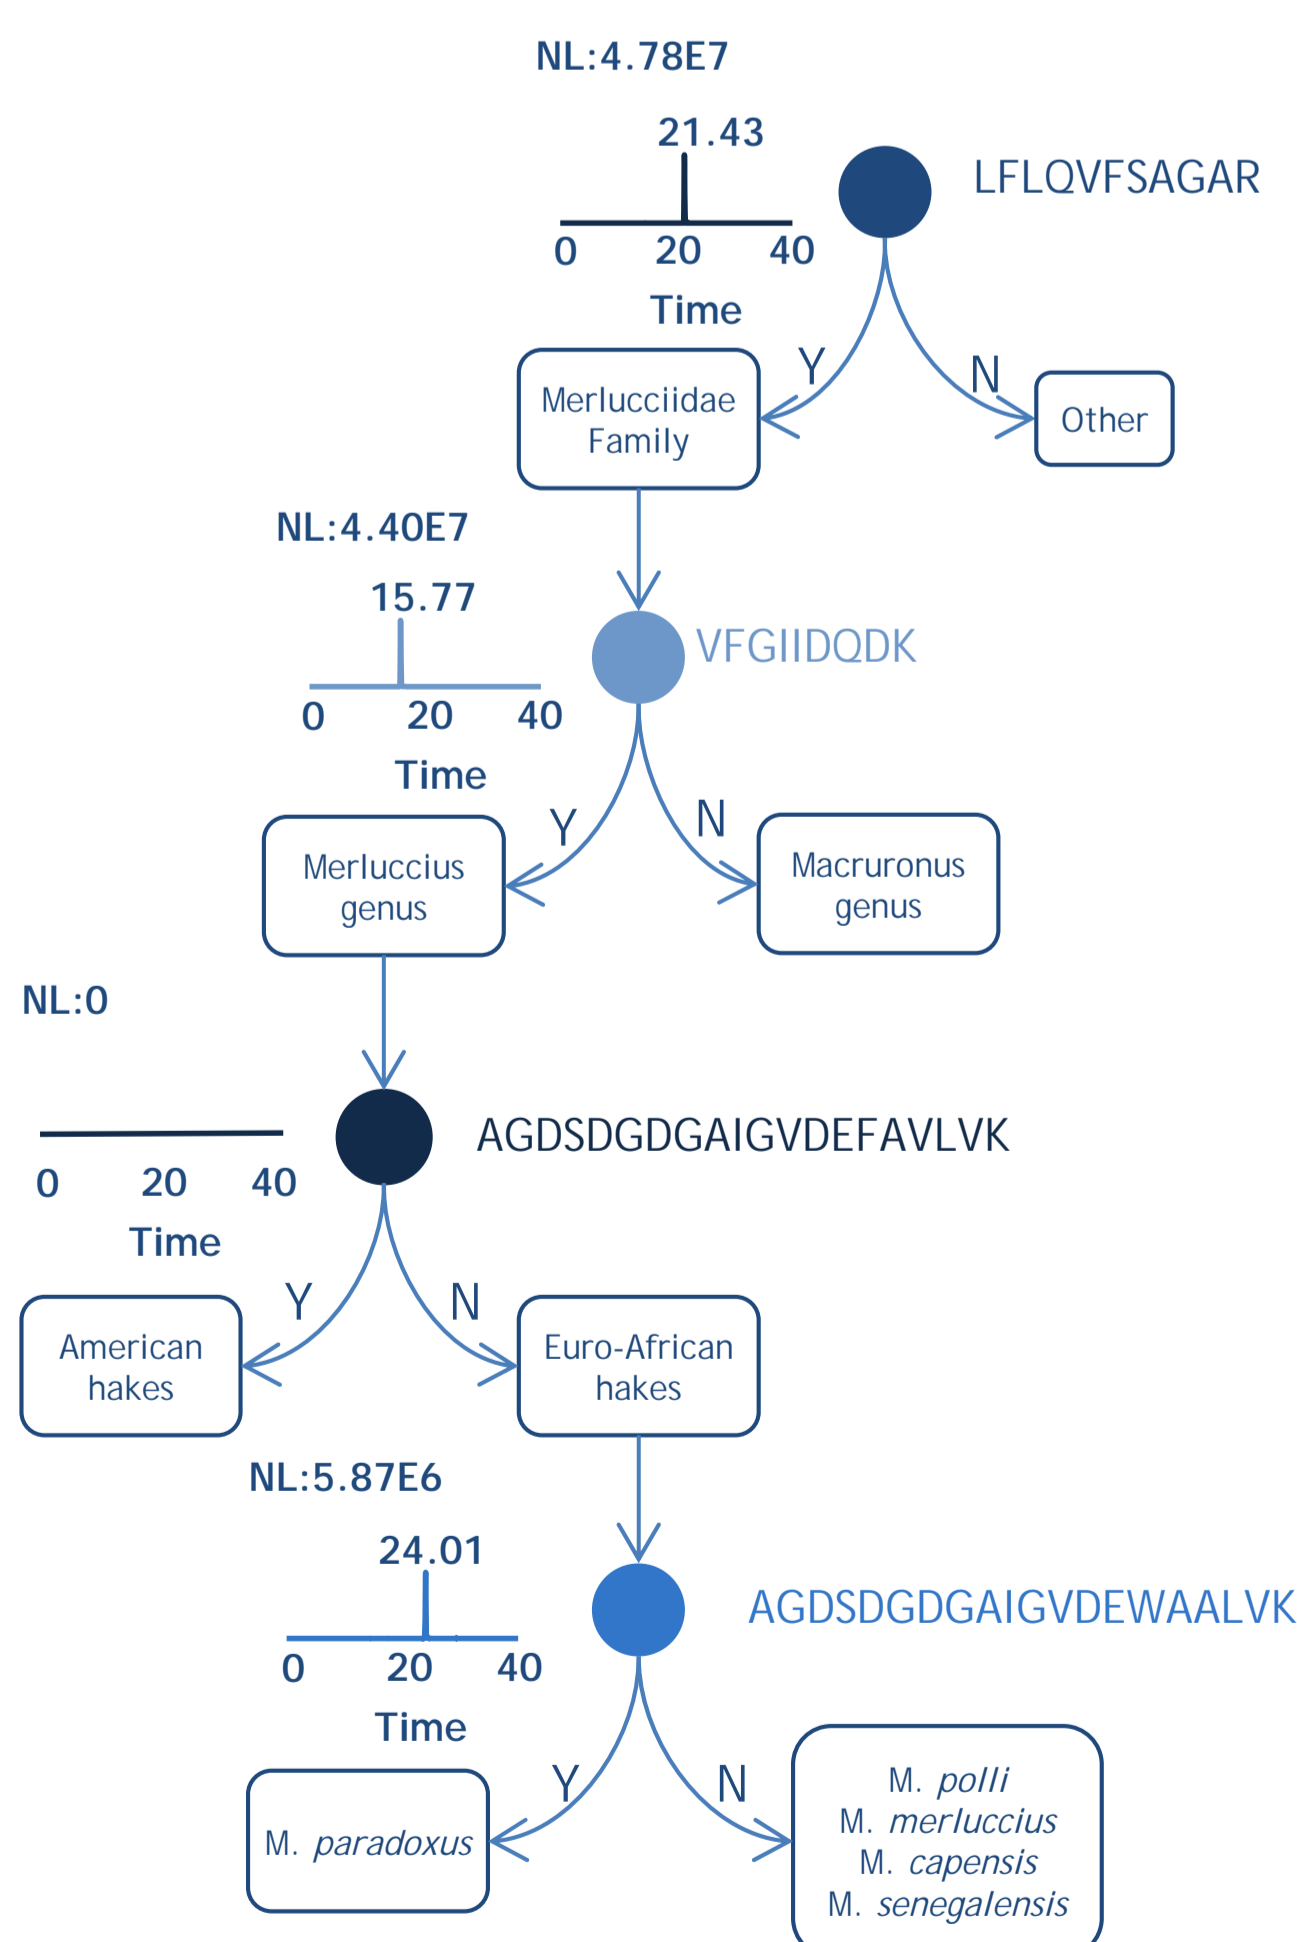 NL:4.78E7
21.43
LFLQVFSAGAR
0 20 40
Time
Y
N
Merlucciidae
Family
Other
NL:4.40E7
15.77
VFGIIDQDK
0 20 40
Time
Y
N
Merluccius
genus
Macruronus
genus
NL:0
AGDSDGDGAIGVDEFAVLVK
0 20 40
Time
Y
N
American
hakes
Euro-African
hakes
NL:5.87E6
24.01
AGDSDGDGAIGVDEWAALVK
0 20 40
Time
Y
N
M. paradoxus
M. polli
M. merluccius
M. capensis
M. senegalensis